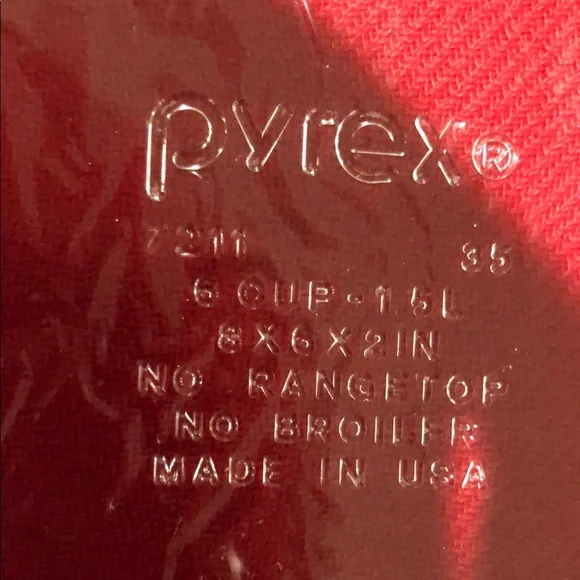 pyrex®
7211 35
6 CUP-1.5L
8X6X2IN
NO RANGETOP
NO BROILER
MADE IN USA